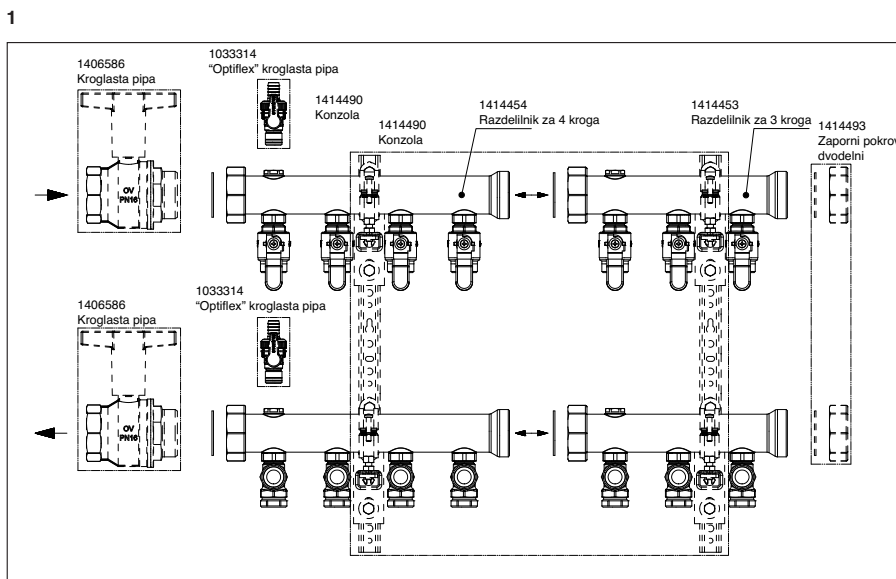 1
1406586
Kroglasta pipa
1033314
“Optiflex” kroglasta pipa
1414490
Konzola
1414490
Konzola
1414454
Razdelilnik za 4 kroga
1414453
Razdelilnik za 3 kroga
1414493
Zaporni pokrov
dvodelni
OV
PN16
1033314
“Optiflex” kroglasta pipa
1406586
Kroglasta pipa
OV
PN16